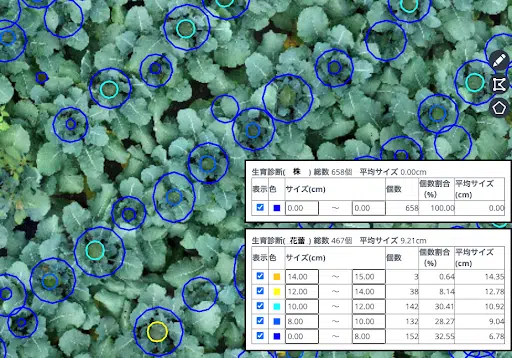 生育診断( 株 ) 総数 658個 平均サイズ 0.00cm
表示 色 サイズ(cm) 個数 個数割合(%) 平均サイズ(cm)
0.00 ～ 0.00 658 100.00 0.00
生育診断( 花蕾 ) 総数 467個 平均サイズ 9.21cm
表示 色 サイズ(cm) 個数 個数割合(%) 平均サイズ(cm)
14.00 ～ 15.00 3 0.64 14.35
12.00 ～ 14.00 38 8.14 12.78
10.00 ～ 12.00 142 30.41 10.92
8.00 ～ 10.00 132 28.27 9.04
0.00 ～ 8.00 152 32.55 6.78